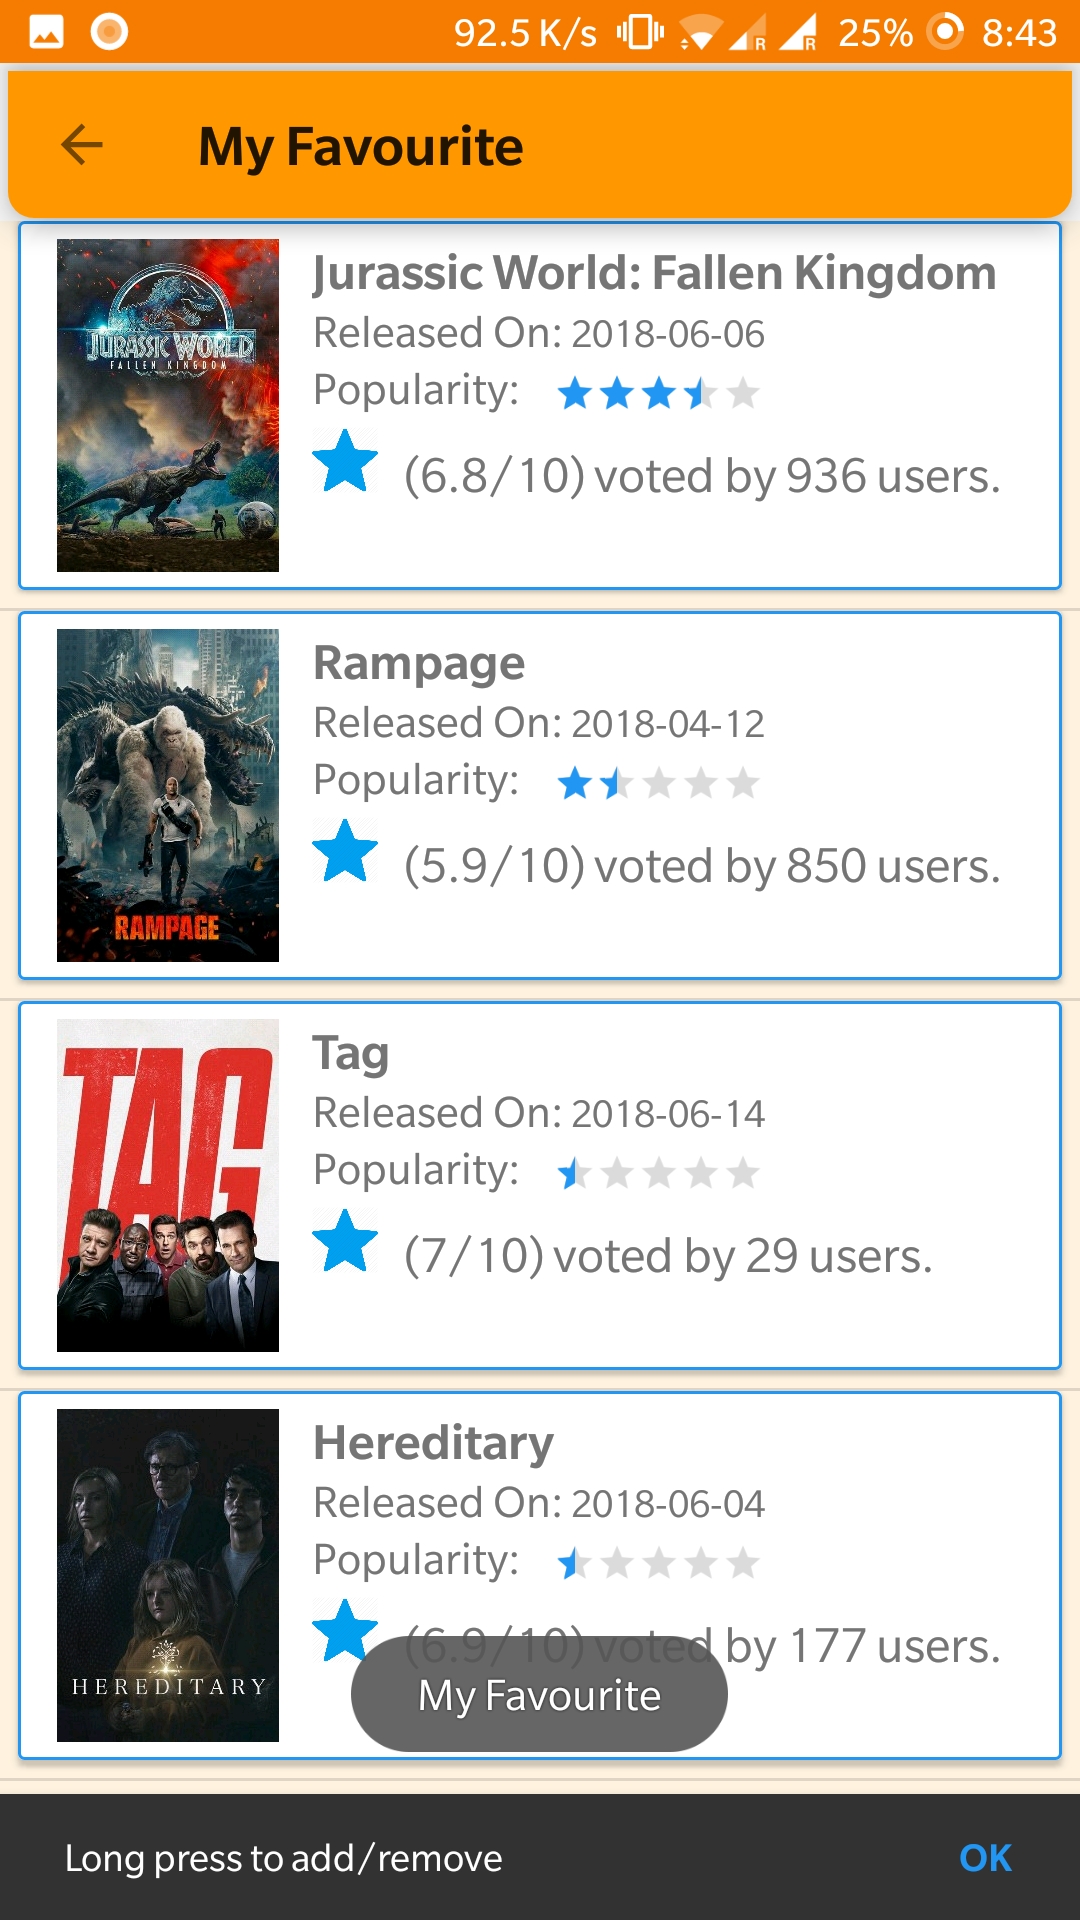 92.5 K/s R R 25% 8:43
My Favourite
JURASSIC WORLD
FALLEN KINGDOM
Jurassic World: Fallen Kingdom
Released On: 2018-06-06
Popularity:
(6.8/10) voted by 936 users.
RAMPAGE
Rampage
Released On: 2018-04-12
Popularity:
(5.9/10) voted by 850 users.
TAG
Tag
Released On: 2018-06-14
Popularity:
(7/10) voted by 29 users.
HEREDITARY
Hereditary
Released On: 2018-06-04
Popularity:
(6.9/10) voted by 177 users.
My Favourite
Long press to add/remove OK